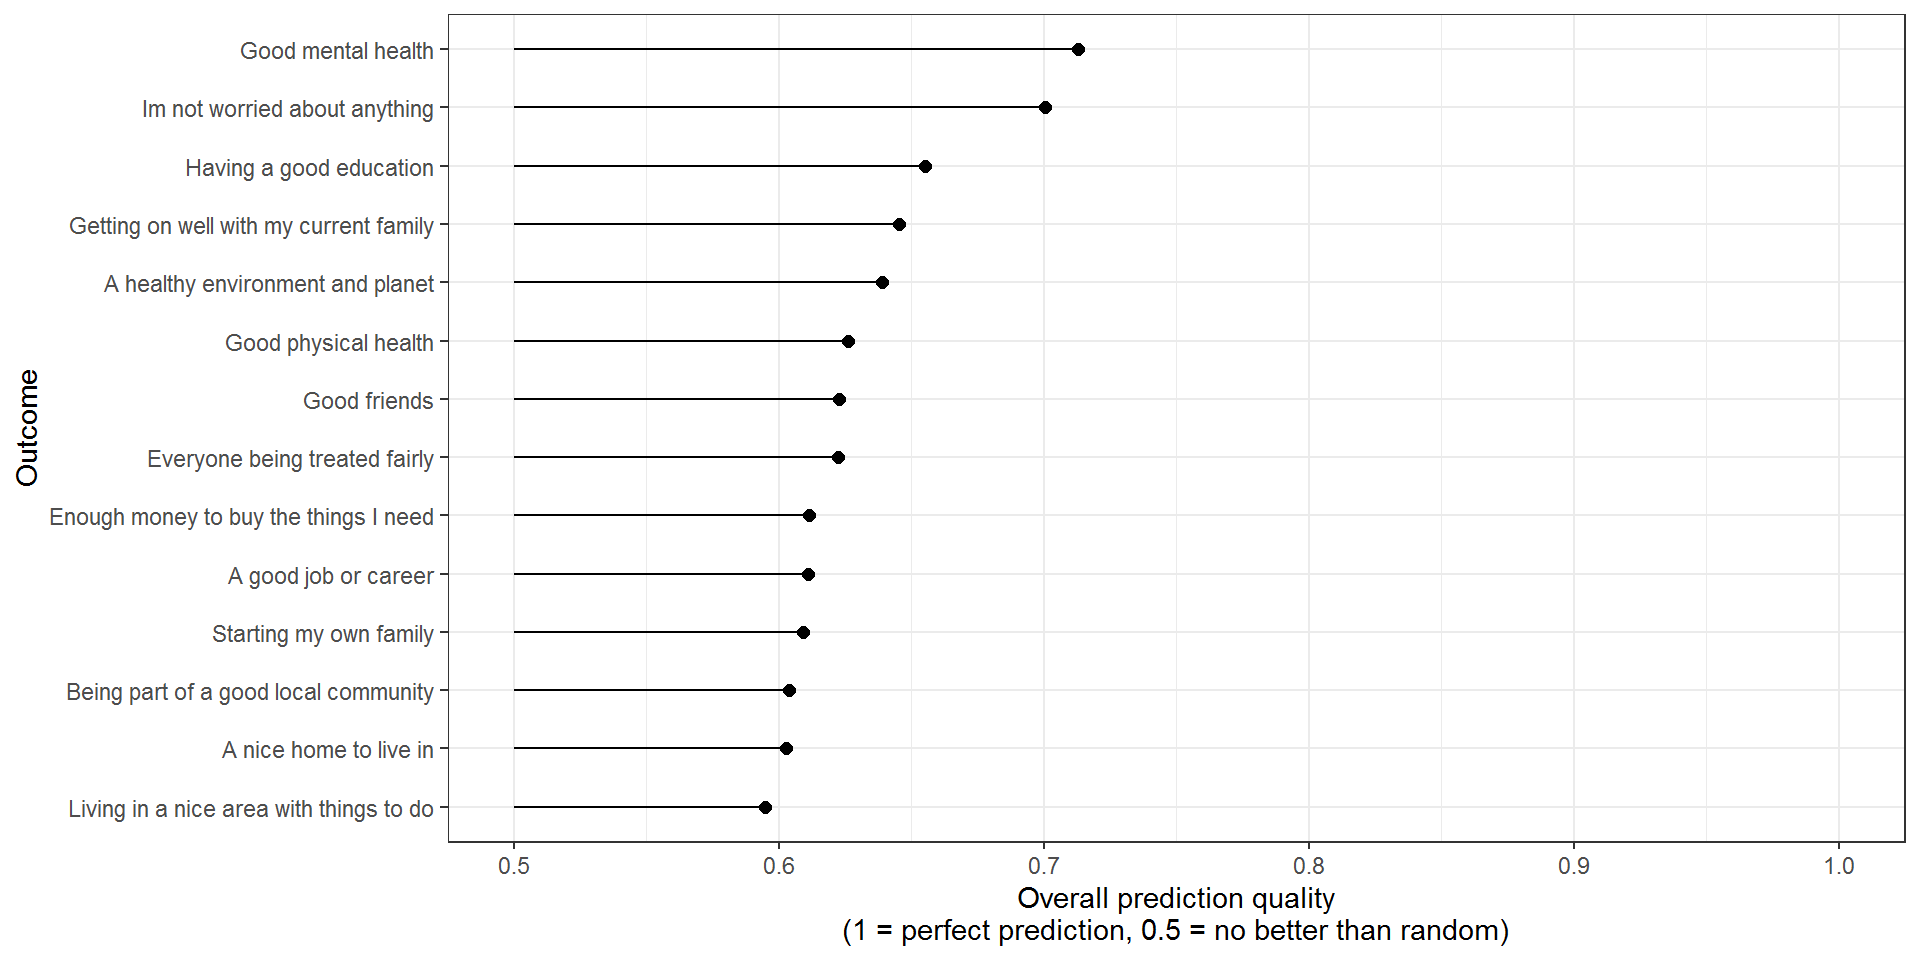 Good mental health
Im not worried about anything
Having a good education
Getting on well with my current family
A healthy environment and planet
Good physical health
Good friends
Everyone being treated fairly
Enough money to buy the things I need
A good job or career
Starting my own family
Being part of a good local community
A nice home to live in
Living in a nice area with things to do
Outcome
0.5 0.6 0.7 0.8 0.9 1.0
Overall prediction quality
(1 = perfect prediction, 0.5 = no better than random)